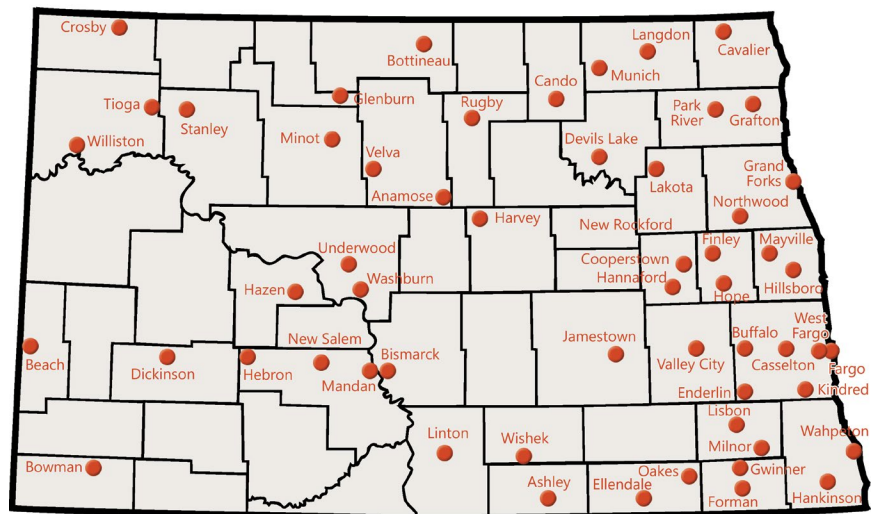 Crosby
Bottineau
Langdon
Cavalier
Munich
Cando
Tioga
Stanley
Glenburn
Rugby
Park
River
Grafton
Williston
Minot
Velva
Devils Lake
Anamose
Lakota
Grand
Forks
Northwood
Harvey
New Rockford
Underwood
Washburn
Hazen
Cooperstown
Hannaford
Finley
Hope
Mayville
Hillsboro
New Salem
Beach
Dickinson
Hebron
Mandan
Bismarck
Jamestown
Valley City
Buffalo
Casselton
West
Fargo
Fargo
Enderlin
Kindred
Lisbon
Milnor
Wahpeton
Linton
Wishek
Bowman
Ashley
Ellendale
Oakes
Gwinner
Forman
Hankinson